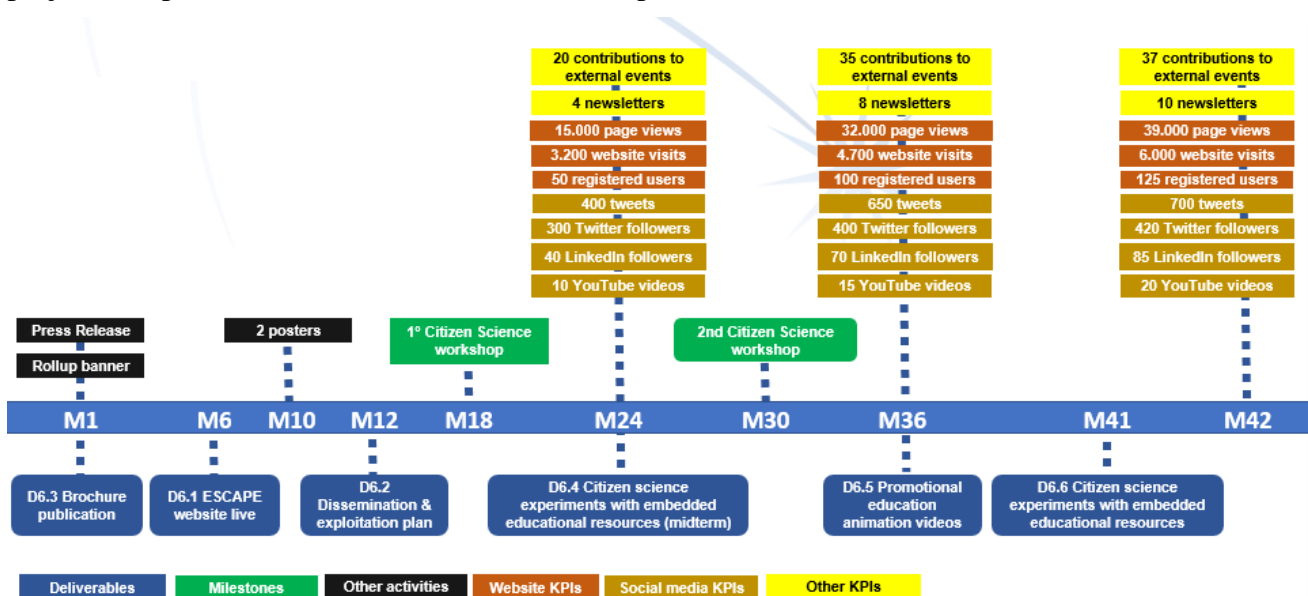 20 contributions to
external events
4 newsletters
15.000 page views
3.200 website visits
50 registered users
400 tweets
300 Twitter followers
40 LinkedIn followers
10 YouTube videos
35 contributions to
external events
8 newsletters
32.000 page views
4.700 website visits
100 registered users
650 tweets
400 Twitter followers
70 LinkedIn followers
15 YouTube videos
37 contributions to
external events
10 newsletters
39.000 page views
6.000 website visits
125 registered users
700 tweets
420 Twitter followers
85 LinkedIn followers
20 YouTube videos
Press Release
Rollup banner
2 posters
1º Citizen Science
workshop
2nd Citizen Science
workshop
M1 M6 M10 M12 M18 M24 M30 M36 M41 M42
D6.3 Brochure
publication
D6.1 ESCAPE
website live
D6.2
Dissemination &
exploitation plan
D6.4 Citizen science
experiments with embedded
educational resources (midterm)
D6.5 Promotional
education
animation videos
D6.6 Citizen science
experiments with embedded
educational resources
Deliverables
Milestones
Other activities
Website KPIs
Social media KPIs
Other KPIs